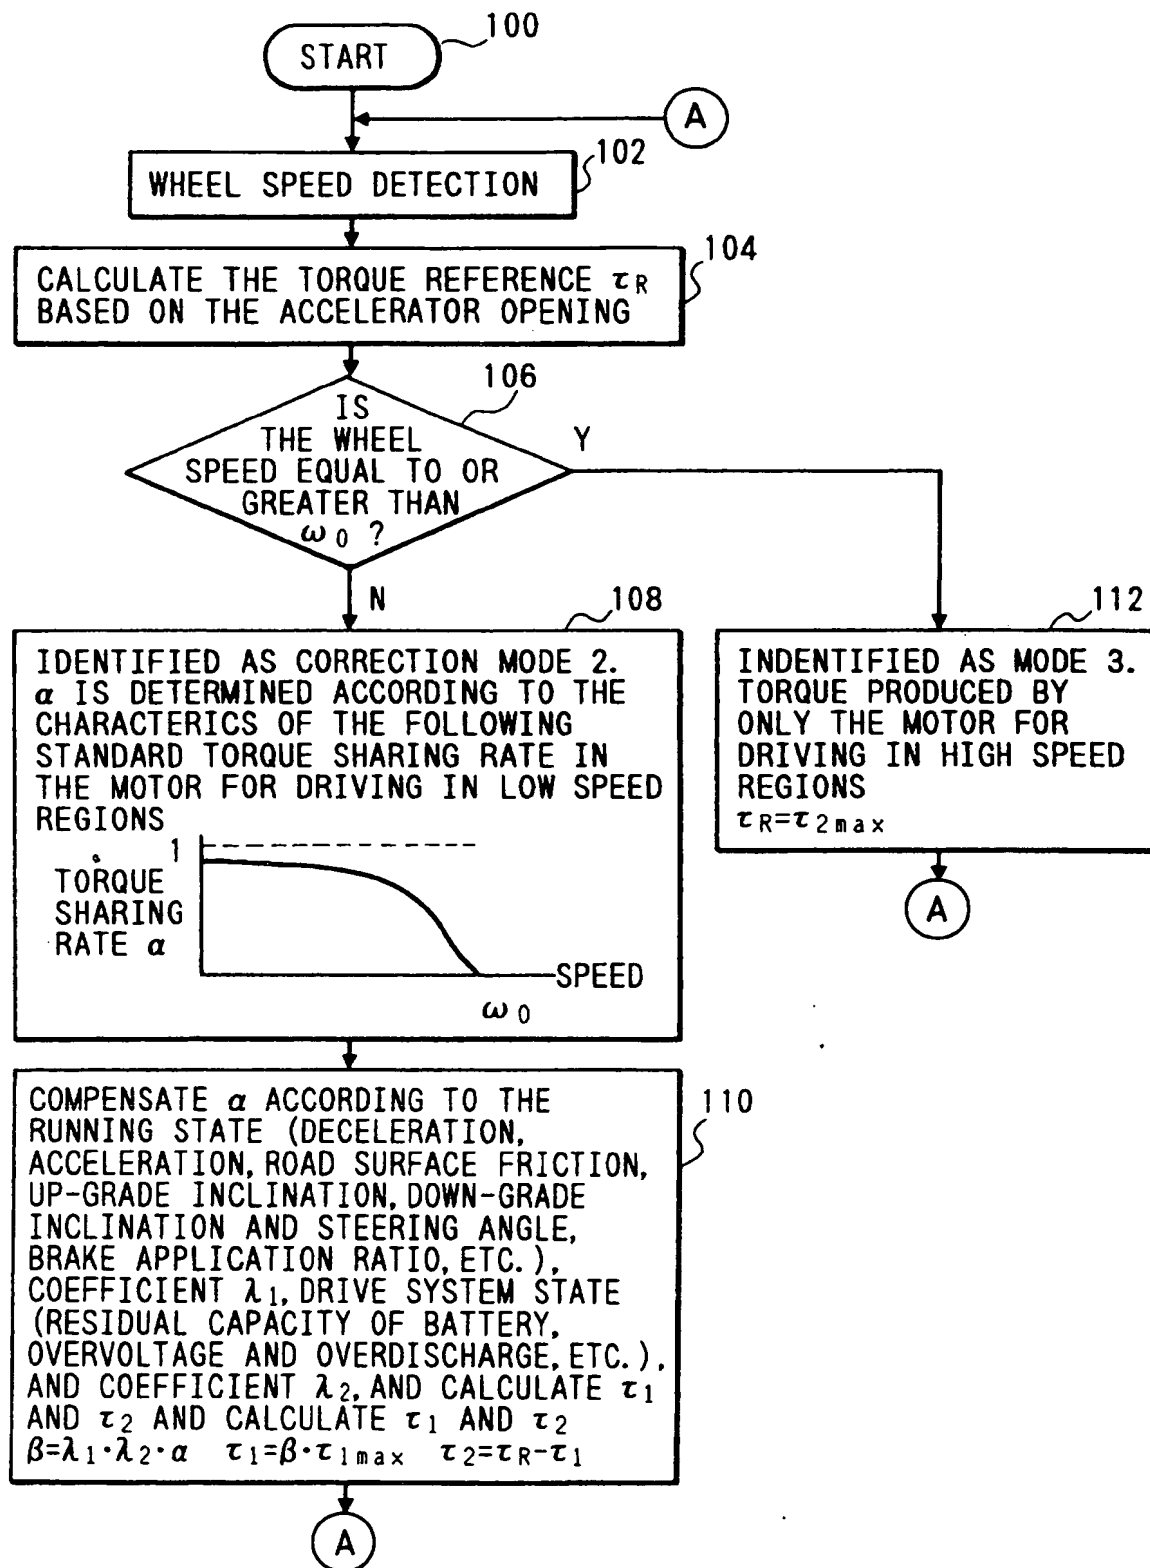 START
100
A
102
WHEEL SPEED DETECTION
104
CALCULATE THE TORQUE REFERENCE τR
BASED ON THE ACCELERATOR OPENING
106
IS
THE WHEEL
SPEED EQUAL TO OR
GREATER THAN
ω0 ?
Y
N
108
IDENTIFIED AS CORRECTION MODE 2.
α IS DETERMINED ACCORDING TO THE
CHARACTERICS OF THE FOLLOWING
STANDARD TORQUE SHARING RATE IN
THE MOTOR FOR DRIVING IN LOW SPEED
REGIONS
1
TORQUE
SHARING
RATE α
SPEED
ω0
112
INDENTIFIED AS MODE 3.
TORQUE PRODUCED BY
ONLY THE MOTOR FOR
DRIVING IN HIGH SPEED
REGIONS
τR=τ2max
A
110
COMPENSATE α ACCORDING TO THE
RUNNING STATE (DECELERATION,
ACCELERATION, ROAD SURFACE FRICTION,
UP-GRADE INCLINATION, DOWN-GRADE
INCLINATION AND STEERING ANGLE,
BRAKE APPLICATION RATIO, ETC.),
COEFFICIENT λ1, DRIVE SYSTEM STATE
(RESIDUAL CAPACITY OF BATTERY,
OVERVOLTAGE AND OVERDISCHARGE, ETC.),
AND COEFFICIENT λ2, AND CALCULATE τ1
AND τ2 AND CALCULATE τ1 AND τ2
β=λ1·λ2·α τ1=β·τ1max τ2=τR-τ1
A